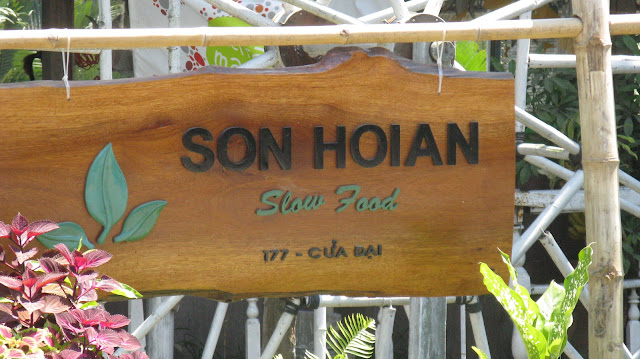 SON HOIAN
Slow Food
177 - CỬA ĐẠI